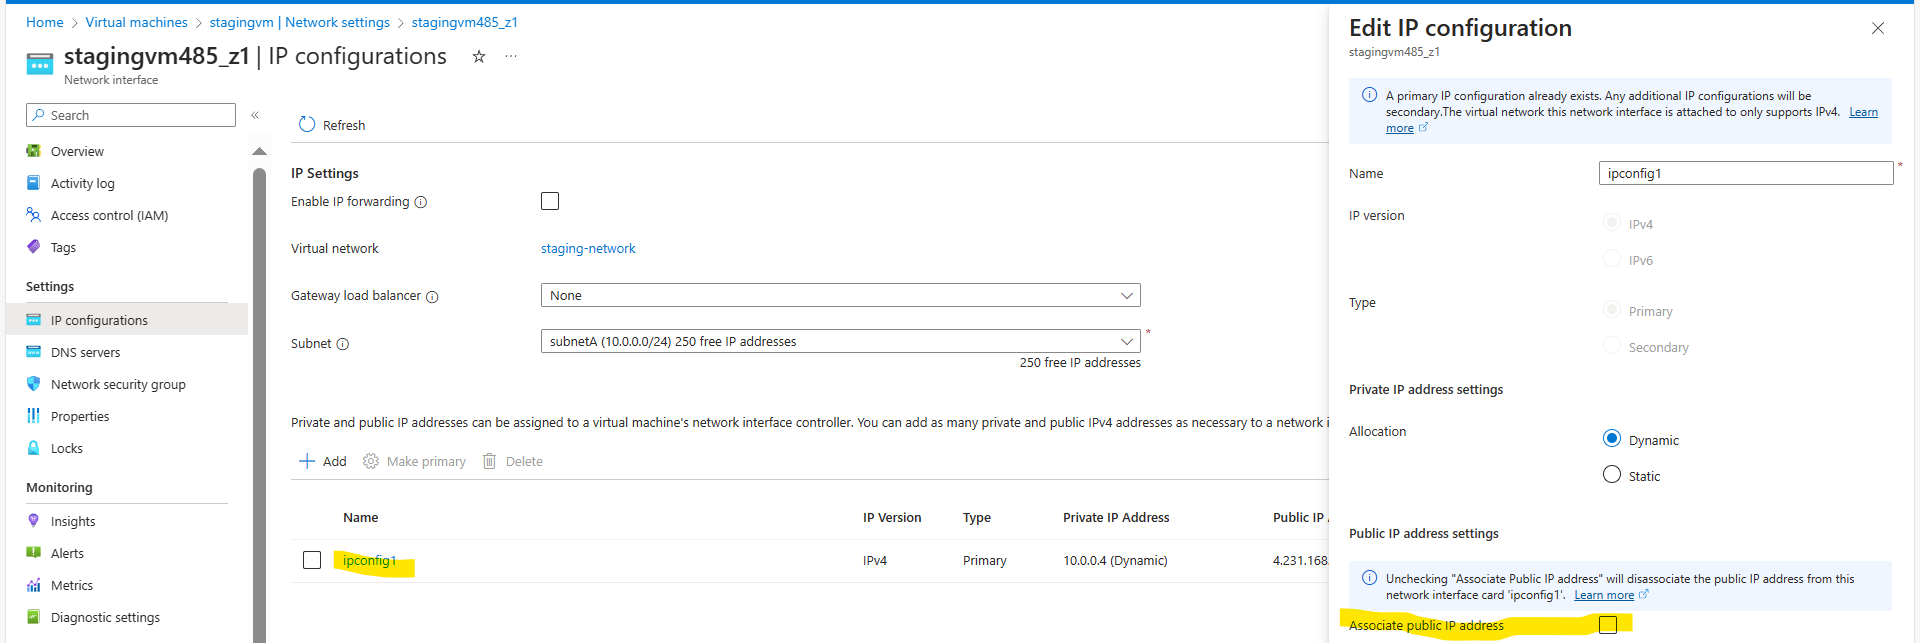 Home > Virtual machines > stagingvm | Network settings > stagingvm485_z1
stagingvm485_z1 | IP configurations
Network interface
Search
Overview
Activity log
Access control (IAM)
Tags
Settings
IP configurations
DNS servers
Network security group
Properties
Locks
Monitoring
Insights
Alerts
Metrics
Diagnostic settings
Refresh
IP Settings
Enable IP forwarding
Virtual network staging-network
Gateway load balancer None
Subnet subnetA (10.0.0.0/24) 250 free IP addresses *
250 free IP addresses
Private and public IP addresses can be assigned to a virtual machine's network interface controller. You can add as many private and public IPv4 addresses as necessary to a network i
Add Make primary Delete
Name IP Version Type Private IP Address Public IP
ipconfig1 IPv4 Primary 10.0.0.4 (Dynamic) 4.231.168.
Edit IP configuration
stagingvm485_z1
A primary IP configuration already exists. Any additional IP configurations will be
secondary.The virtual network this network interface is attached to only supports IPv4. Learn
more
Name ipconfig1 *
IP version IPv4
IPv6
Type Primary
Secondary
Private IP address settings
Allocation Dynamic
Static
Public IP address settings
Unchecking "Associate Public IP address" will disassociate the public IP address from this
network interface card 'ipconfig1'. Learn more
Associate public IP address